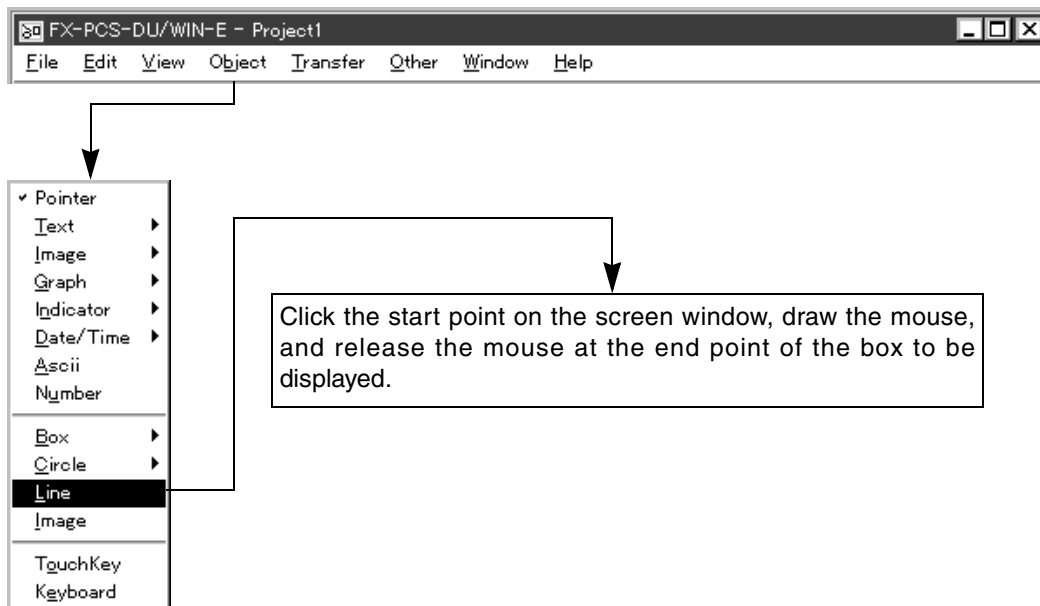 FX-PCS-DU/WIN-E - Project1
File Edit View Object Transfer Other Window Help
Pointer
Text
Image
Graph
Indicator
Date/Time
Ascii
Number
Box
Circle
Line
Image
TouchKey
Keyboard
Click the start point on the screen window, draw the mouse,
and release the mouse at the end point of the box to be
displayed.